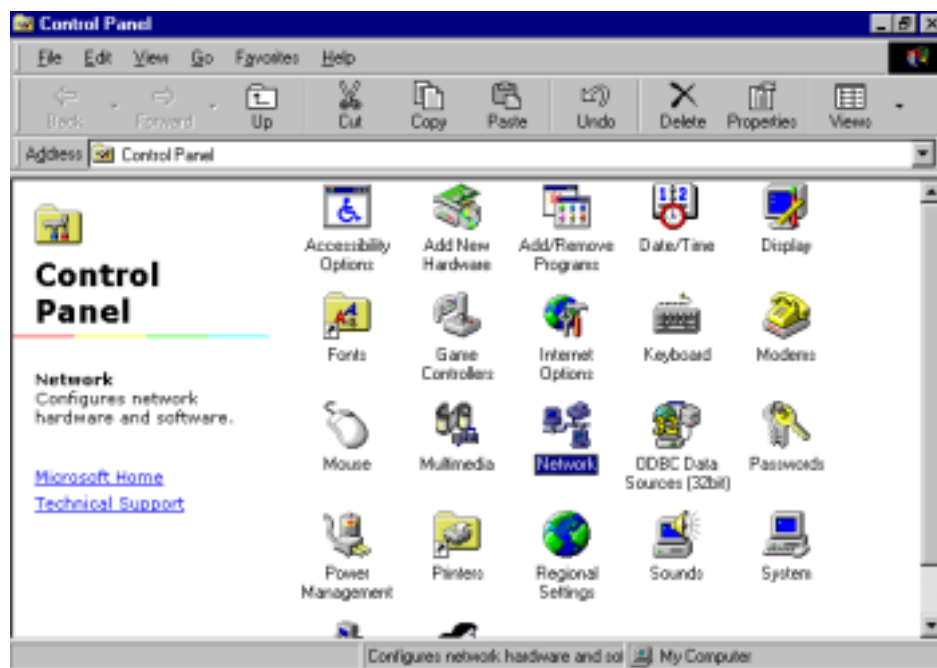 Control Panel
File Edit View Go Favorites Help
Back Forward Up Cut Copy Paste Undo Delete Properties Views
Address Control Panel
Control
Panel
Network
Configures network
hardware and software.
Microsoft Home
Technical Support
Accessibility Options
Add New Hardware
Add/Remove Programs
Date/Time
Display
Fonts
Game Controllers
Internet Options
Keyboard
Modems
Mouse
Multimedia
Network
ODBC Data Sources (32bit)
Passwords
Power Management
Printers
Regional Settings
Sounds
System
Configures network hardware and sof My Computer